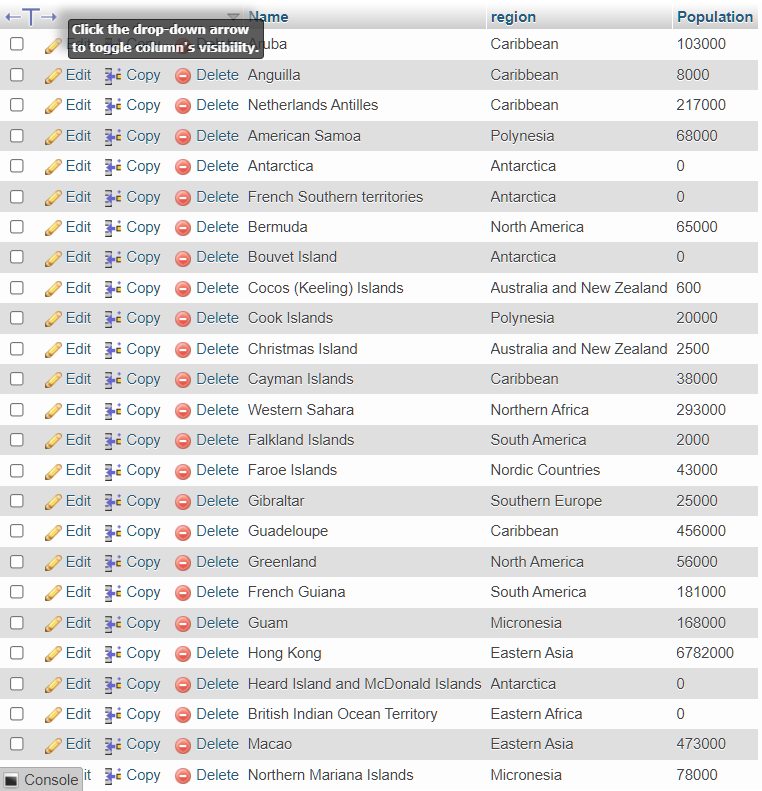 Name region Population
Click the drop-down arrow
to toggle column's visibility.
Aruba Caribbean 103000
Edit Copy Delete Anguilla Caribbean 8000
Edit Copy Delete Netherlands Antilles Caribbean 217000
Edit Copy Delete American Samoa Polynesia 68000
Edit Copy Delete Antarctica Antarctica 0
Edit Copy Delete French Southern territories Antarctica 0
Edit Copy Delete Bermuda North America 65000
Edit Copy Delete Bouvet Island Antarctica 0
Edit Copy Delete Cocos (Keeling) Islands Australia and New Zealand 600
Edit Copy Delete Cook Islands Polynesia 20000
Edit Copy Delete Christmas Island Australia and New Zealand 2500
Edit Copy Delete Cayman Islands Caribbean 38000
Edit Copy Delete Western Sahara Northern Africa 293000
Edit Copy Delete Falkland Islands South America 2000
Edit Copy Delete Faroe Islands Nordic Countries 43000
Edit Copy Delete Gibraltar Southern Europe 25000
Edit Copy Delete Guadeloupe Caribbean 456000
Edit Copy Delete Greenland North America 56000
Edit Copy Delete French Guiana South America 181000
Edit Copy Delete Guam Micronesia 168000
Edit Copy Delete Hong Kong Eastern Asia 6782000
Edit Copy Delete Heard Island and McDonald Islands Antarctica 0
Edit Copy Delete British Indian Ocean Territory Eastern Africa 0
Edit Copy Delete Macao Eastern Asia 473000
Console Copy Delete Northern Mariana Islands Micronesia 78000